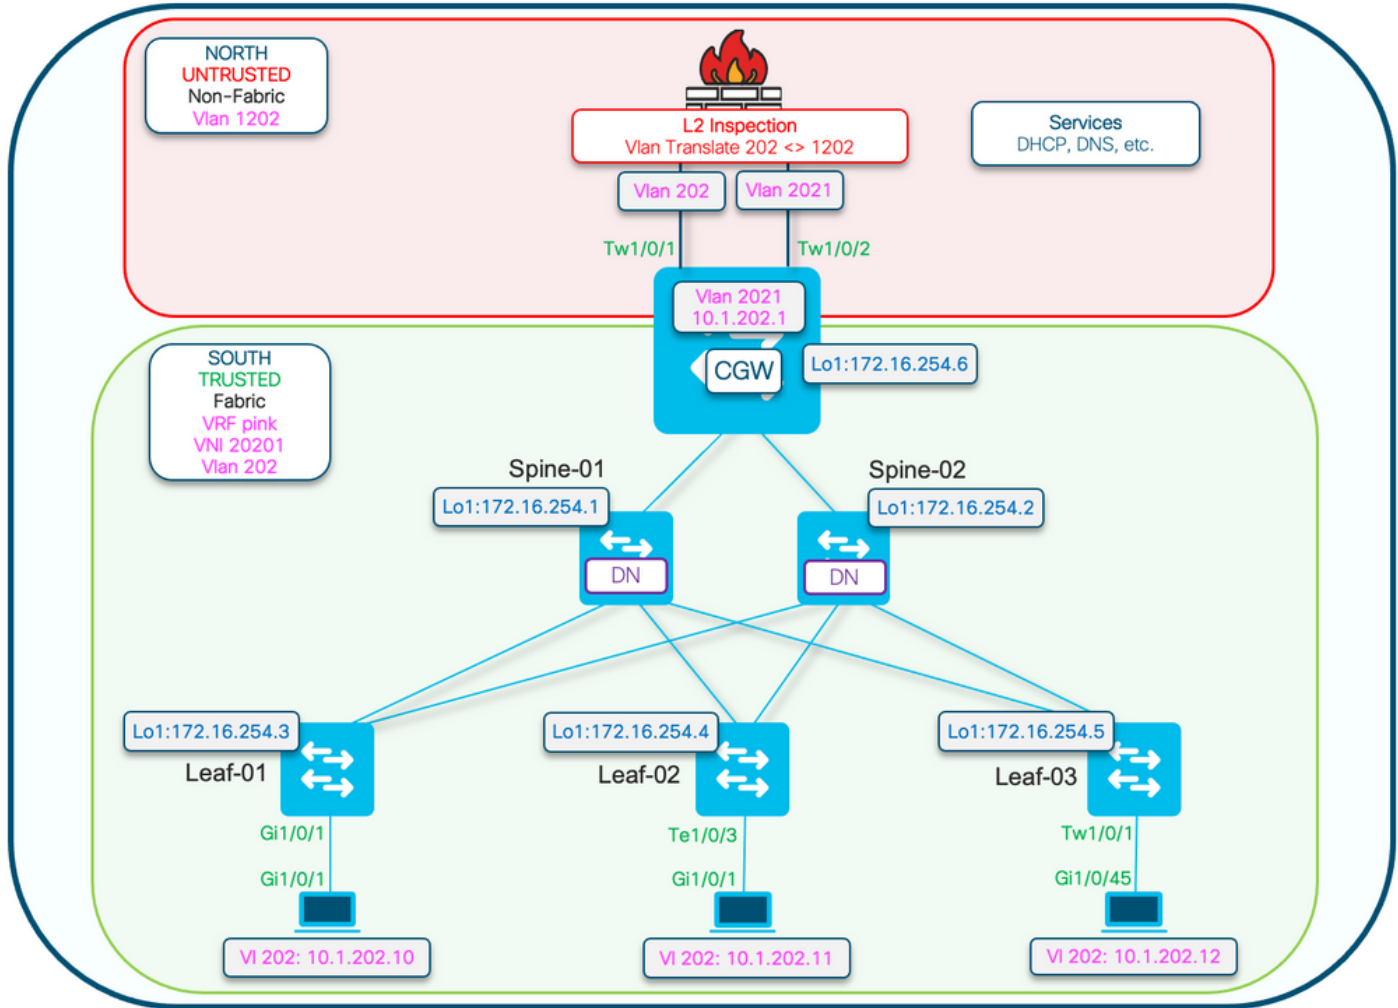 NORTH
UNTRUSTED
Non-Fabric
Vlan 1202
L2 Inspection
Vlan Translate 202 <> 1202
Services
DHCP, DNS, etc.
Vlan 202
Vlan 2021
Tw1/0/1
Tw1/0/2
Vlan 2021
10.1.202.1
CGW
Lo1:172.16.254.6
SOUTH
TRUSTED
Fabric
VRF pink
VNI 20201
Vlan 202
Spine-01
Spine-02
Lo1:172.16.254.1
Lo1:172.16.254.2
DN
DN
Lo1:172.16.254.3
Lo1:172.16.254.4
Lo1:172.16.254.5
Leaf-01
Leaf-02
Leaf-03
Gi1/0/1
Te1/0/3
Tw1/0/1
Gi1/0/1
Gi1/0/1
Gi1/0/45
Vl 202: 10.1.202.10
Vl 202: 10.1.202.11
Vl 202: 10.1.202.12